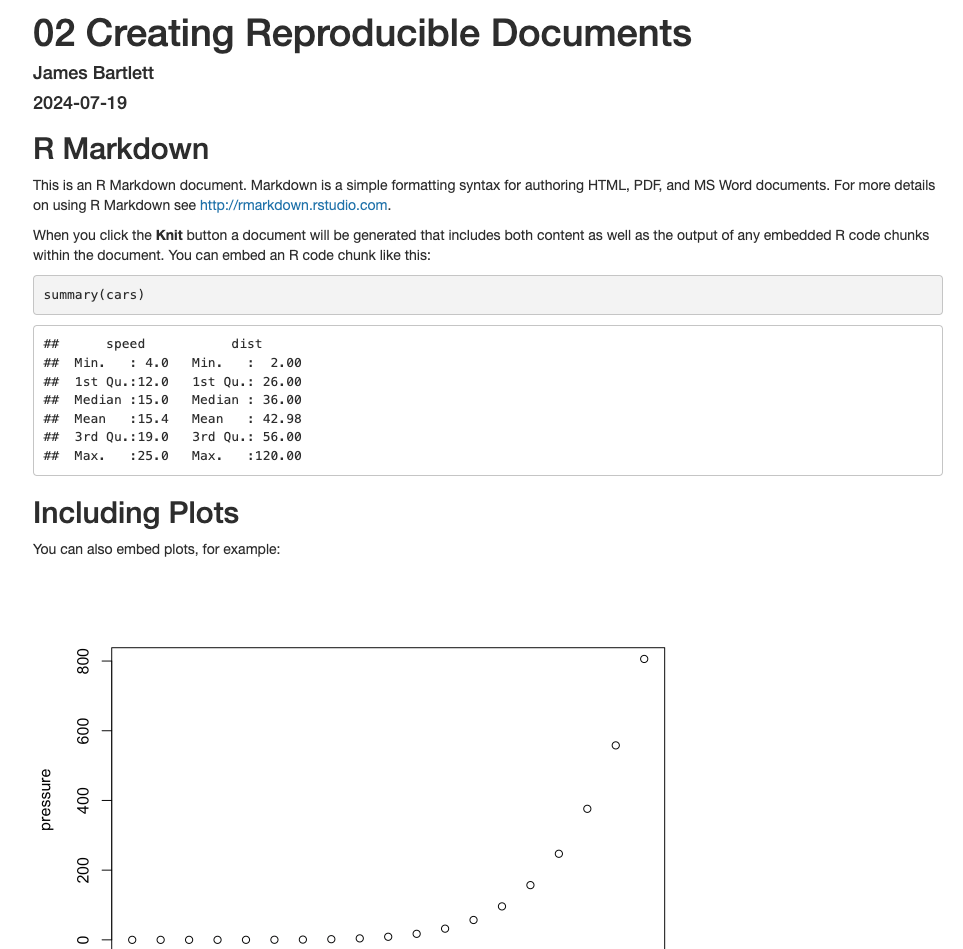 02 Creating Reproducible Documents
James Bartlett
2024-07-19
R Markdown
This is an R Markdown document. Markdown is a simple formatting syntax for authoring HTML, PDF, and MS Word documents. For more details
on using R Markdown see http://rmarkdown.rstudio.com.
When you click the Knit button a document will be generated that includes both content as well as the output of any embedded R code chunks
within the document. You can embed an R code chunk like this:
summary(cars)
##      speed           dist
##  Min.   : 4.0   Min.   :  2.00
##  1st Qu.:12.0   1st Qu.: 26.00
##  Median :15.0   Median : 36.00
##  Mean   :15.4   Mean   : 42.98
##  3rd Qu.:19.0   3rd Qu.: 56.00
##  Max.   :25.0   Max.   :120.00
Including Plots
You can also embed plots, for example:
800
600
pressure
400
200
0